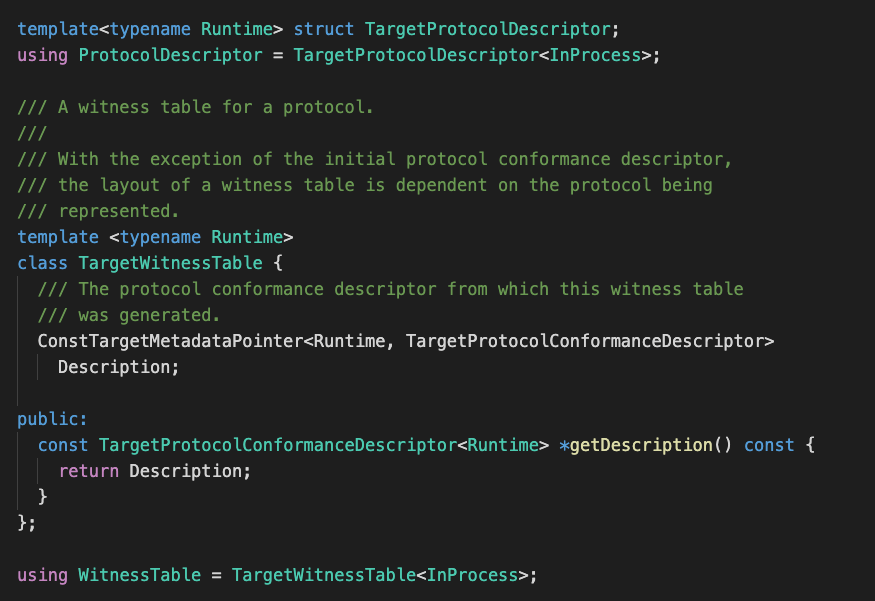 template<typename Runtime> struct TargetProtocolDescriptor;
using ProtocolDescriptor = TargetProtocolDescriptor<InProcess>;
/// A witness table for a protocol.
///
/// With the exception of the initial protocol conformance descriptor,
/// the layout of a witness table is dependent on the protocol being
/// represented.
template <typename Runtime>
class TargetWitnessTable {
/// The protocol conformance descriptor from which this witness table
/// was generated.
ConstTargetMetadataPointer<Runtime, TargetProtocolConformanceDescriptor>
Description;
public:
const TargetProtocolConformanceDescriptor<Runtime> *getDescription() const {
return Description;
}
};
using WitnessTable = TargetWitnessTable<InProcess>;